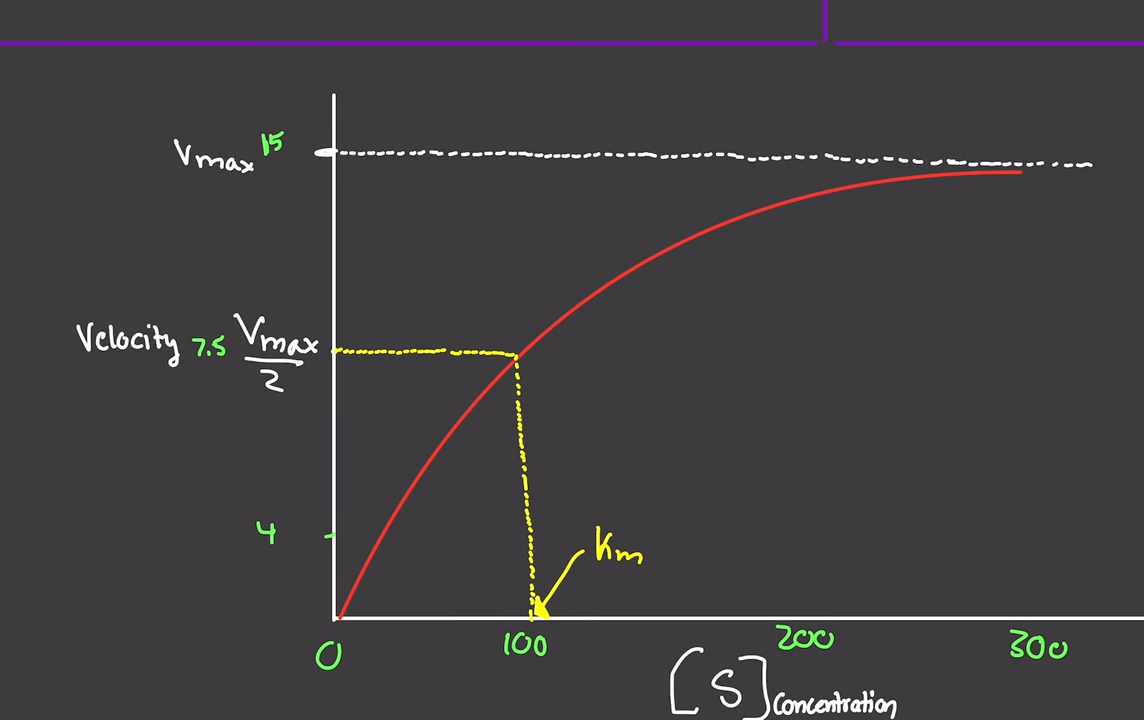 Vmax 15
Velocity 7.5 Vmax/2
4
Km
0 100 200 300
[S] Concentration